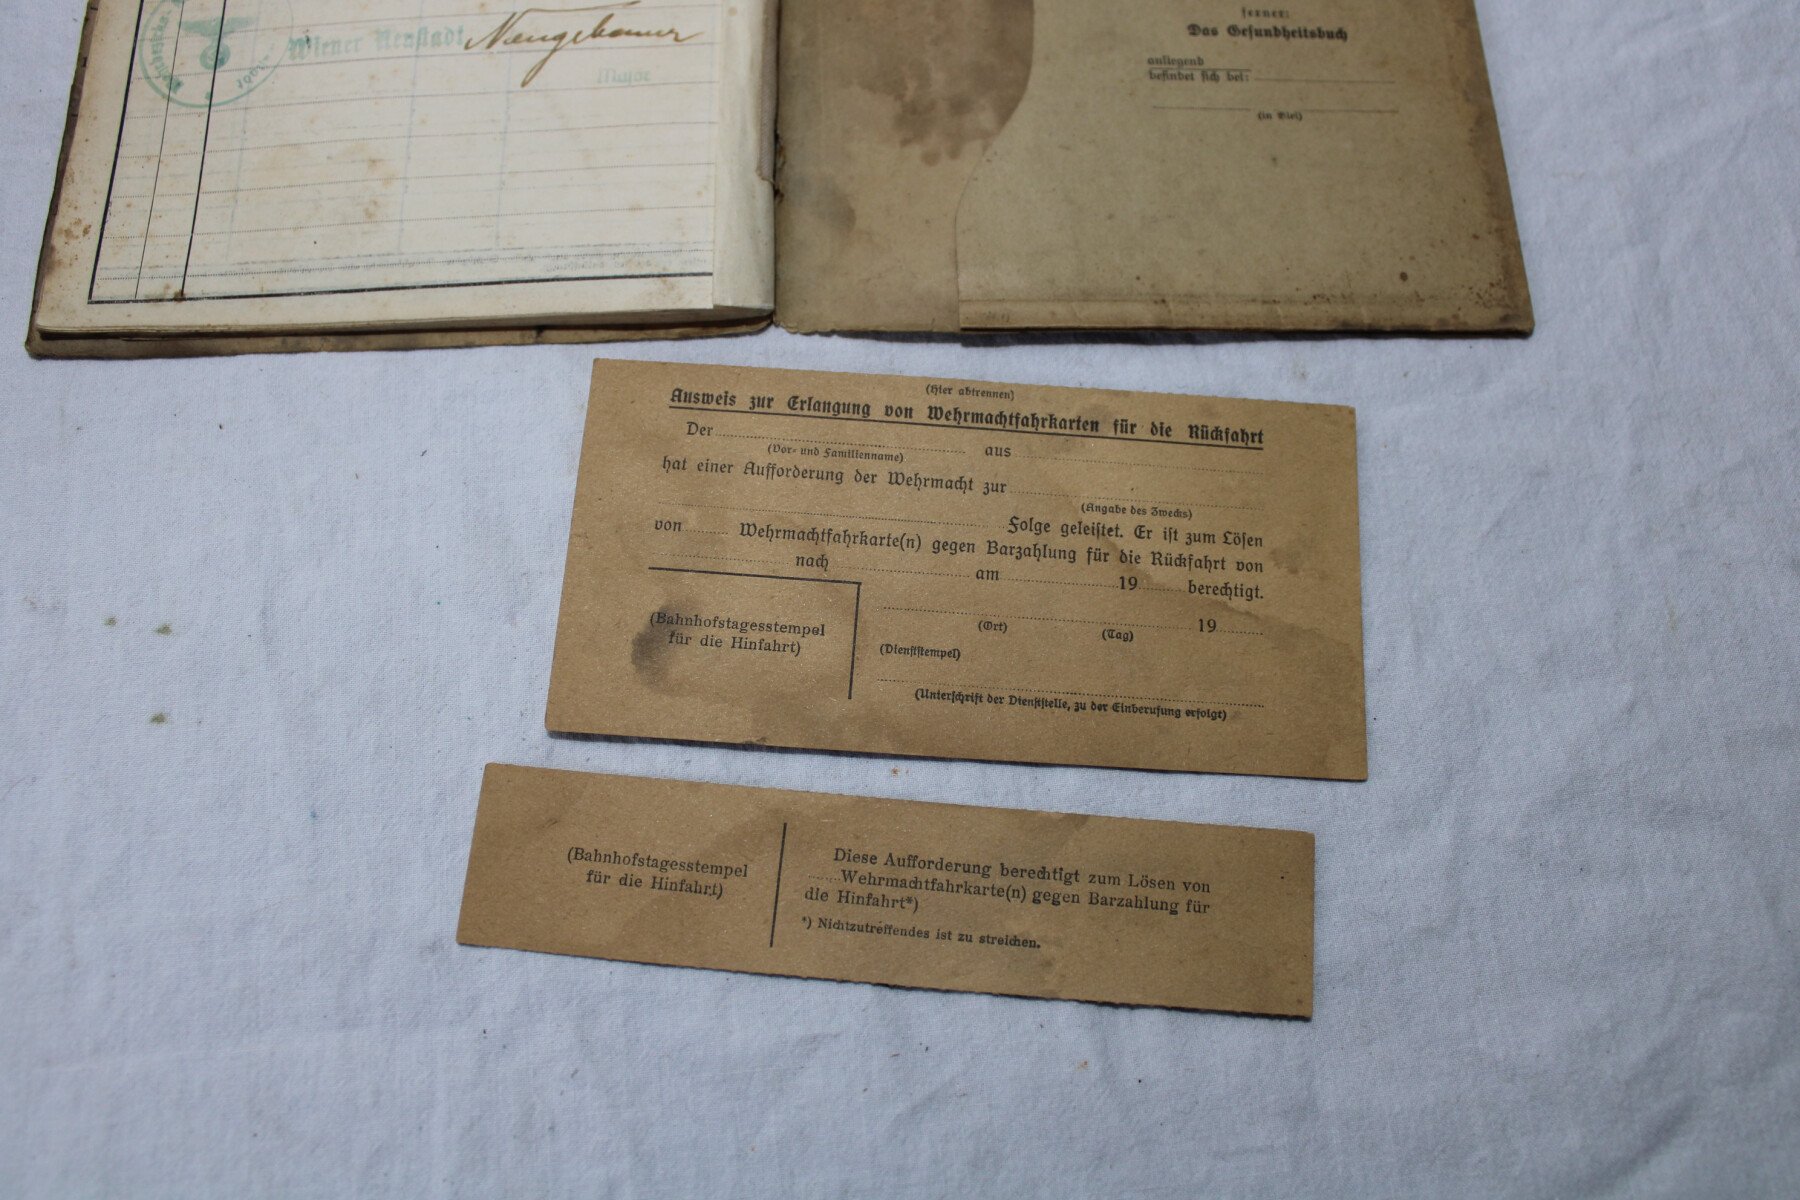 Wiener Neustadt Neugebauer
Major
ferner:
Das Gesundheitsbuch
anliegend
befindet sich bei:
(in Blei)
(Hier abtrennen)
Ausweis zur Erlangung von Wehrmachtfahrkarten für die Rückfahrt
Der aus
(Vor- und Familienname)
hat einer Aufforderung der Wehrmacht zur
(Angabe des Zwecks)
Folge geleistet. Er ist zum Lösen
von Wehrmachtfahrkarte(n) gegen Barzahlung für die Rückfahrt von
nach am 19 berechtigt.
(Bahnhofstagesstempel
für die Hinfahrt)
19
(Ort) (Tag)
(Dienststempel)
(Unterschrift der Dienststelle, zu der Einberufung erfolgt)
(Bahnhofstagesstempel
für die Hinfahrt)
Diese Aufforderung berechtigt zum Lösen von
Wehrmachtfahrkarte(n) gegen Barzahlung für
die Hinfahrt*)
*) Nichtzutreffendes ist zu streichen.